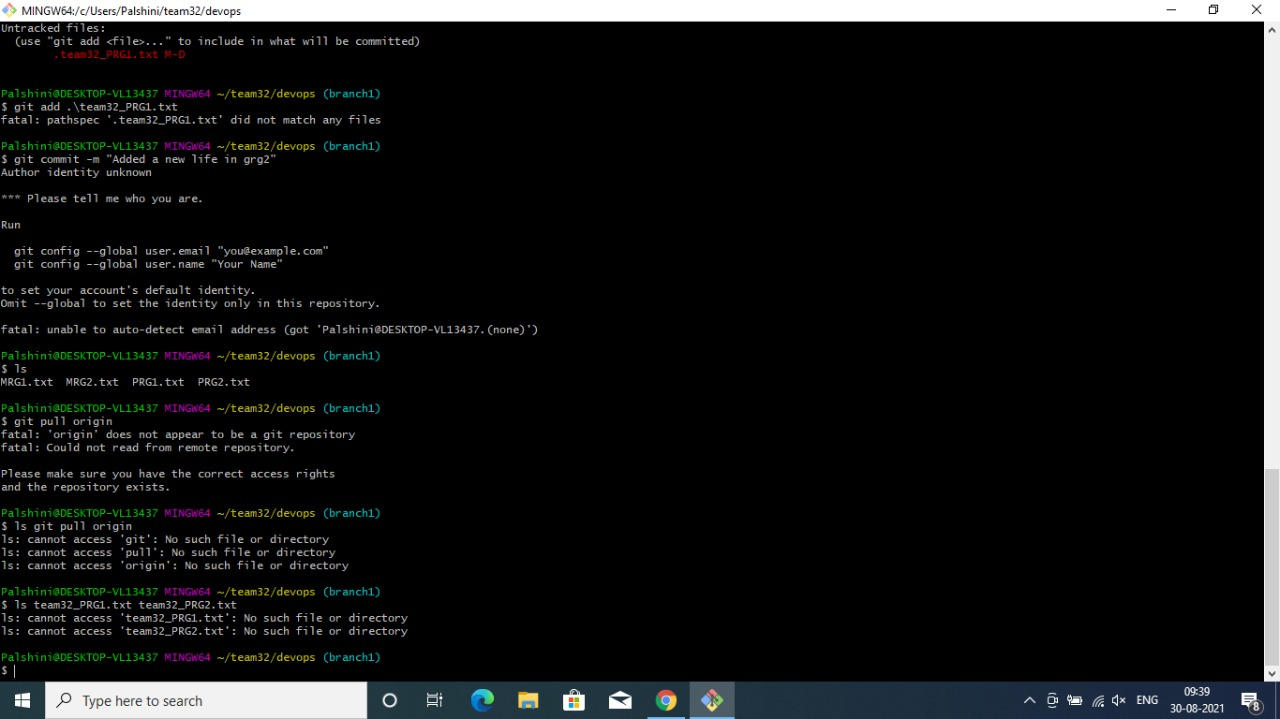 MINGW64:/c/Users/Palshini/team32/devops
Untracked files:
(use "git add <file>..." to include in what will be committed)
.team32_PRG1.txt M-D
Palshini@DESKTOP-VL13437 MINGW64 ~/team32/devops (branch1)
$ git add .\team32_PRG1.txt
fatal: pathspec '.team32_PRG1.txt' did not match any files
Palshini@DESKTOP-VL13437 MINGW64 ~/team32/devops (branch1)
$ git commit -m "Added a new life in grg2"
Author identity unknown
*** Please tell me who you are.
Run
git config --global user.email "you@example.com"
git config --global user.name "Your Name"
to set your account's default identity.
Omit --global to set the identity only in this repository.
fatal: unable to auto-detect email address (got 'Palshini@DESKTOP-VL13437.(none)')
Palshini@DESKTOP-VL13437 MINGW64 ~/team32/devops (branch1)
$ ls
MRG1.txt  MRG2.txt  PRG1.txt  PRG2.txt
Palshini@DESKTOP-VL13437 MINGW64 ~/team32/devops (branch1)
$ git pull origin
fatal: 'origin' does not appear to be a git repository
fatal: Could not read from remote repository.
Please make sure you have the correct access rights
and the repository exists.
Palshini@DESKTOP-VL13437 MINGW64 ~/team32/devops (branch1)
$ ls git pull origin
ls: cannot access 'git': No such file or directory
ls: cannot access 'pull': No such file or directory
ls: cannot access 'origin': No such file or directory
Palshini@DESKTOP-VL13437 MINGW64 ~/team32/devops (branch1)
$ ls team32_PRG1.txt team32_PRG2.txt
ls: cannot access 'team32_PRG1.txt': No such file or directory
ls: cannot access 'team32_PRG2.txt': No such file or directory
Palshini@DESKTOP-VL13437 MINGW64 ~/team32/devops (branch1)
$
Type here to search
ENG
09:39
30-08-2021
8